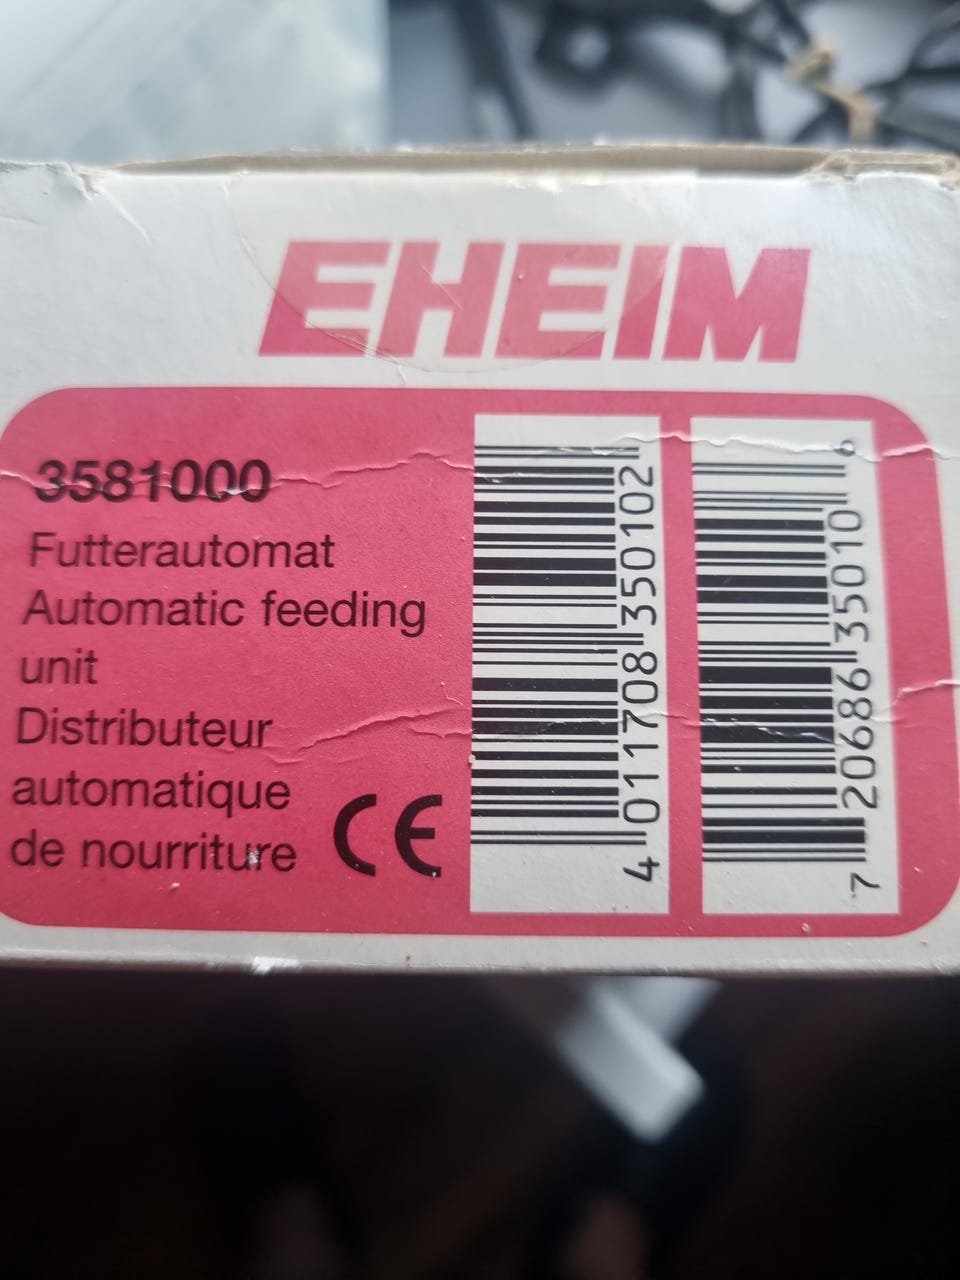 EHEIM
3581000
Futterautomat
Automatic feeding
unit
Distributeur
automatique
de nourriture
CE
4 011708 350102
7 20686 35010 6